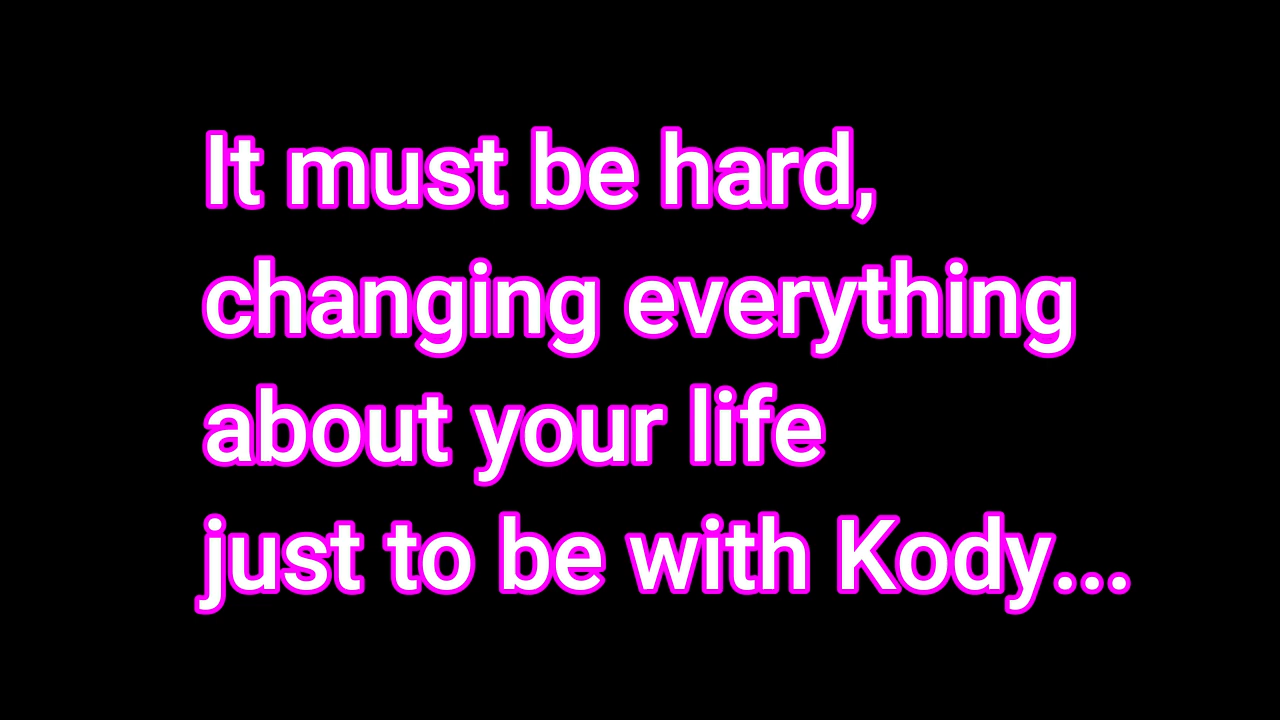 It must be hard,
changing everything
about your life
just to be with Kody...